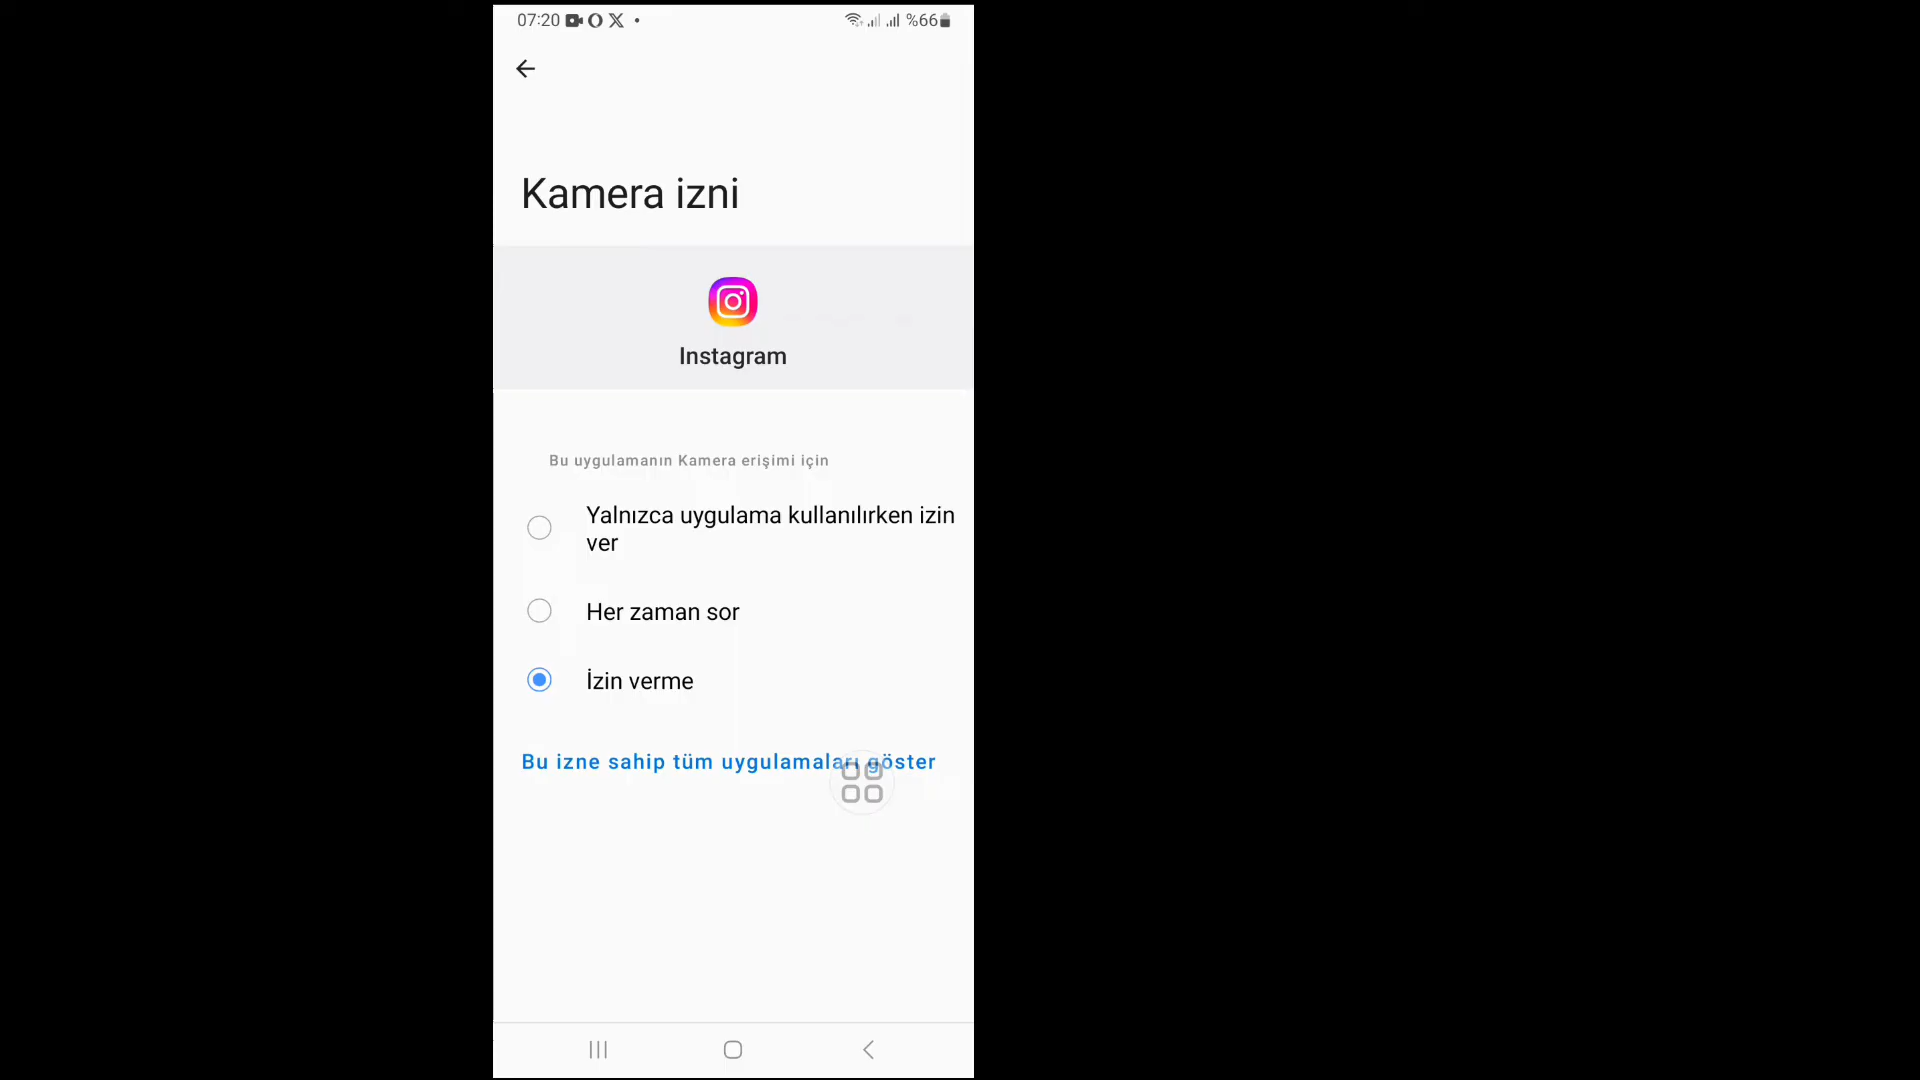 07:20 %66
Kamera izni
Instagram
Bu uygulamanın Kamera erişimi için
Yalnızca uygulama kullanılırken izin
ver
Her zaman sor
İzin verme
Bu izne sahip tüm uygulamaları göster